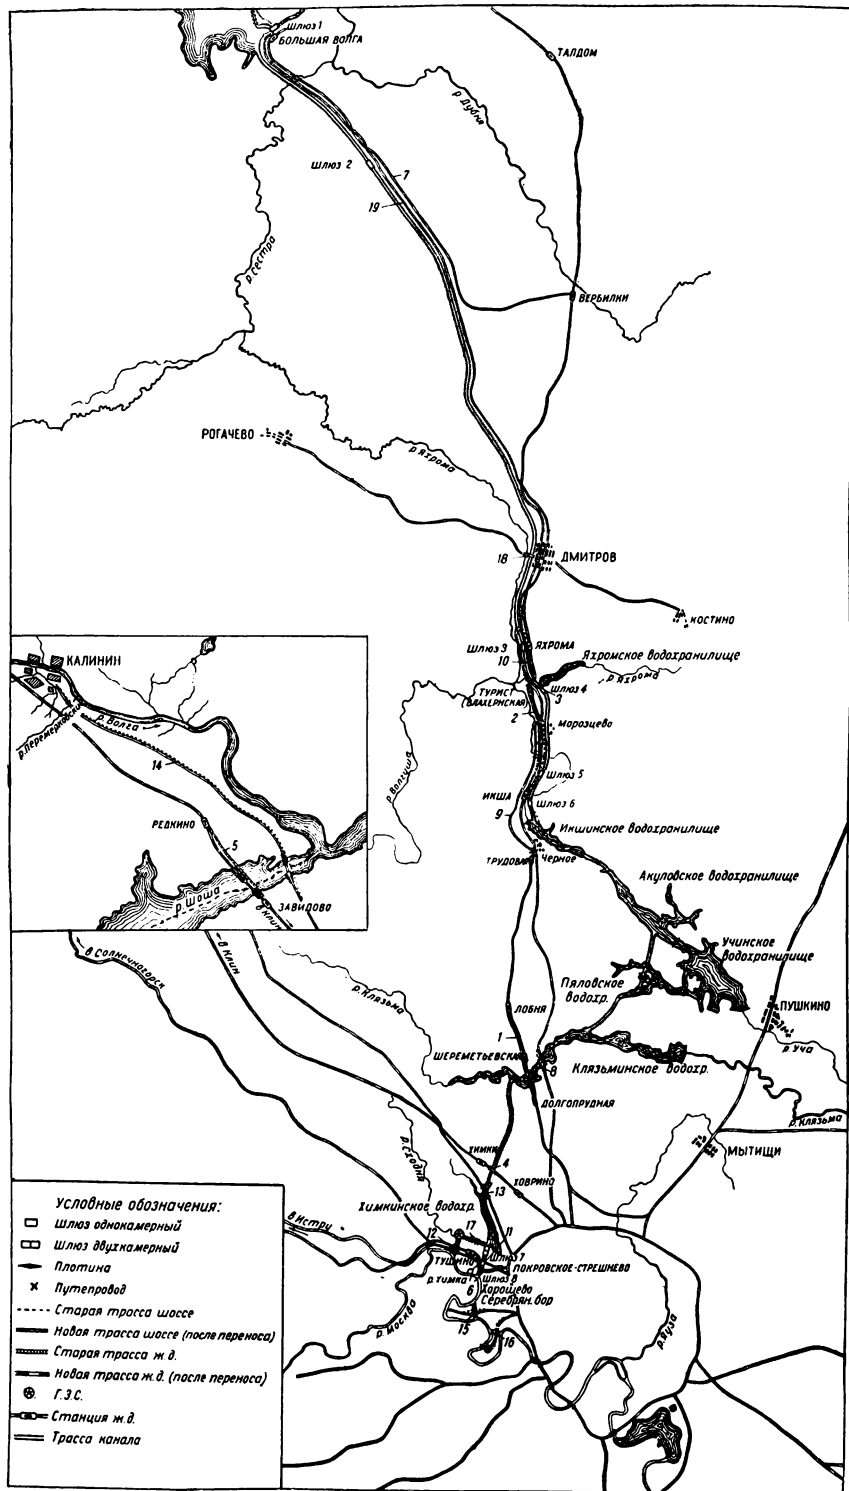 Шлюз 1
БОЛЬШАЯ ВОЛГА
ТАЛДОМ
р. Дубна
Шлюз 2
7
19
р. Сестра
ВЕРБИЛКИ
РОГАЧЕВО
р. Яхрома
18
ДМИТРОВ
КОСТИНО
Шлюз 3
ЯХРОМА
10
Яхромское водохранилище
р. Яхрома
Шлюз 4
3
ТУРИСТ
(ВЛАХЕРНСКАЯ)
2
Морозцево
КАЛИНИН
р. Волга
р. Перемерковский
14
р. Волгуша
Шлюз 5
ИКША
Шлюз 6
9
РЕДКИНО
5
Икшинское водохранилище
ТРУДОВАЯ
Черное
Акуловское водохранилище
р. Шоша
ЗАВИДОВО
в Клин
в Солнечногорск
в Клин
Учинское
водохранилище
Пяловское
водохр.
р. Клязьма
ПУШКИНО
ЛОБНЯ
1
р. Уча
ШЕРЕМЕТЬЕВСКАЯ
8
Клязьминское водохр.
ДОЛГОПРУДНАЯ
р. Клязьма
МЫТИЩИ
р. Сходня
ХИМКИ
4
13
ХОВРИНО
Химкинское водохр.
в Истру
12
17
11
ТУШИНО
Шлюз 7
ПОКРОВСКОЕ-СТРЕШНЕВО
р. Химка
Шлюз 8
6
Хорошево
Серебрян. бор
р. Москва
15
16
р. Яуза
Условные обозначения:
Шлюз однокамерный
Шлюз двухкамерный
Плотина
Путепровод
Старая трасса шоссе
Новая трасса шоссе (после переноса)
Старая трасса ж.д.
Новая трасса ж.д. (после переноса)
Г.Э.С.
Станция ж.д.
Трасса канала